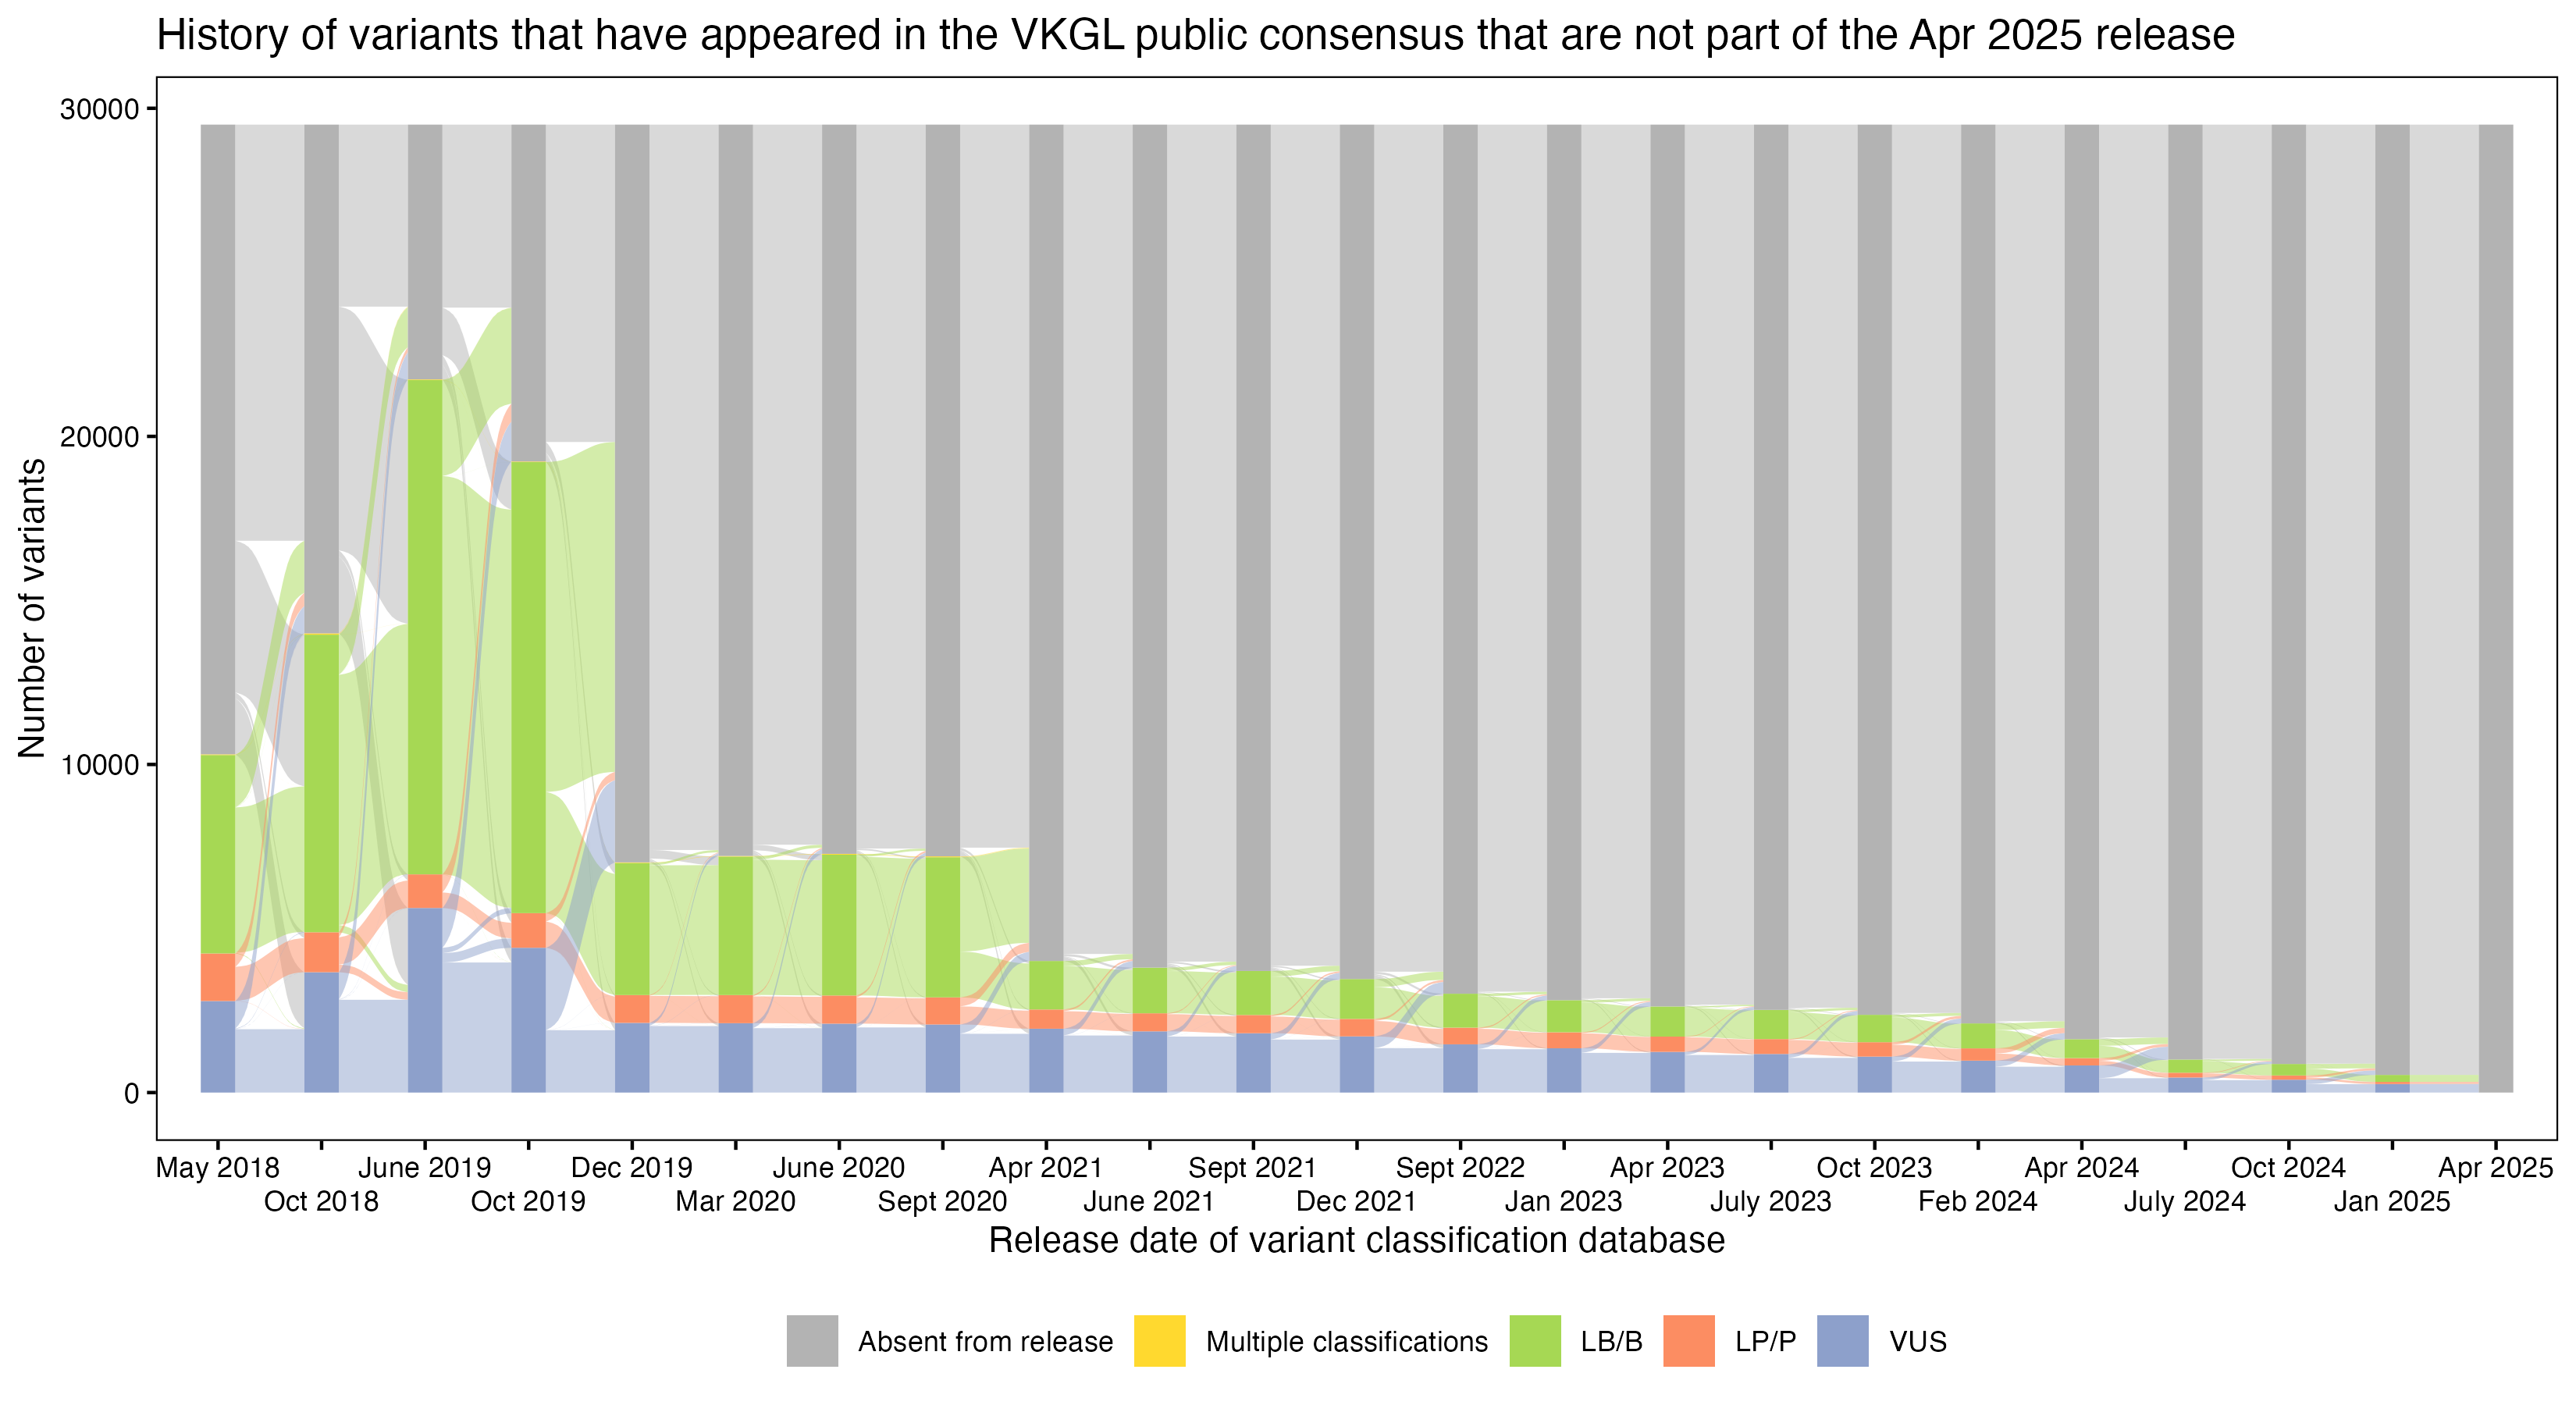 History of variants that have appeared in the VKGL public consensus that are not part of the Apr 2025 release
Number of variants
30000
20000
10000
0
May 2018 June 2019 Dec 2019 June 2020 Apr 2021 Sept 2021 Sept 2022 Apr 2023 Oct 2023 Apr 2024 Oct 2024 Apr 2025
Oct 2018 Oct 2019 Mar 2020 Sept 2020 June 2021 Dec 2021 Jan 2023 July 2023 Feb 2024 July 2024 Jan 2025
Release date of variant classification database
Absent from release Multiple classifications LB/B LP/P VUS